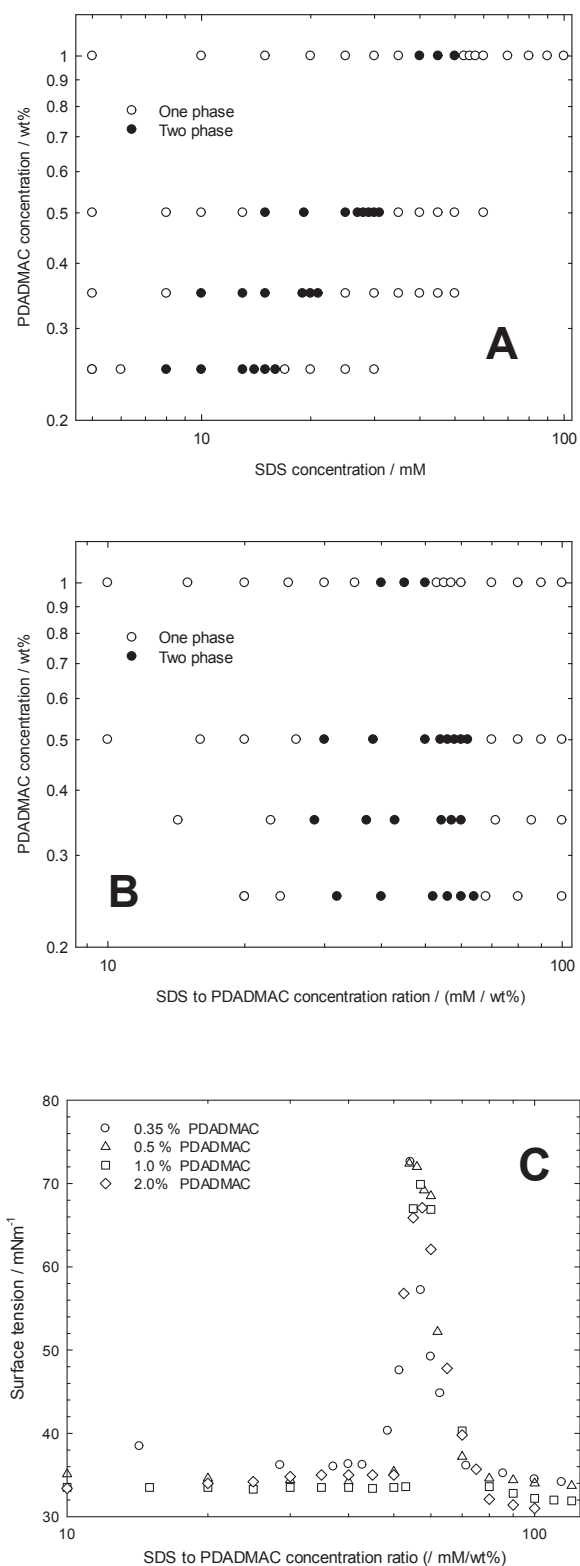 1
0.9
0.8
0.7
0.6
0.5
0.4
0.3
0.2
PDADMAC concentration / wt%
One phase
Two phase
A
10
100
SDS concentration / mM
1
0.9
0.8
0.7
0.6
0.5
0.4
0.3
0.2
PDADMAC concentration / wt%
One phase
Two phase
B
10
100
SDS to PDADMAC concentration ration / (mM / wt%)
80
70
60
50
40
30
Surface tension / mNm-1
0.35 % PDADMAC
0.5 % PDADMAC
1.0 % PDADMAC
2.0% PDADMAC
C
10
100
SDS to PDADMAC concentration ratio (/ mM/wt%)